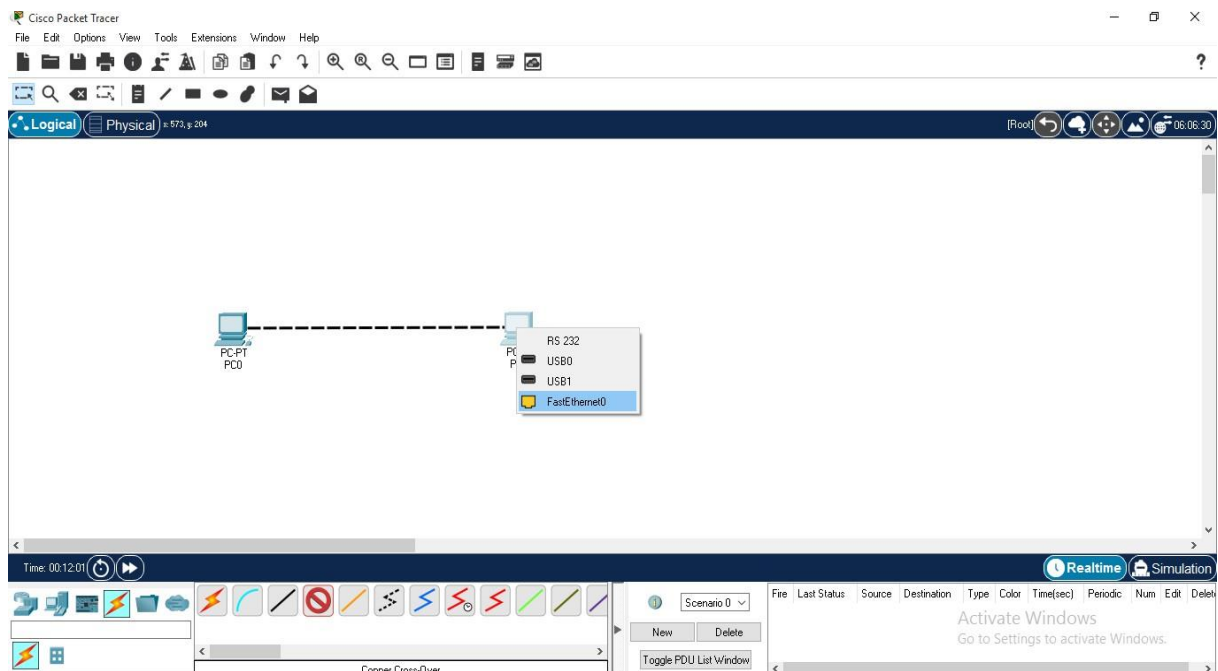 Cisco Packet Tracer
File Edit Options View Tools Extensions Window Help
?
Logical Physical x: 573, y: 204 [Root] 06:06:30
PC-PT
PC0
RS 232
USB0
USB1
FastEthernet0
Time: 00:12:01 Realtime Simulation
Scenario 0
Fire Last Status Source Destination Type Color Time(sec) Periodic Num Edit
New Delete
Toggle PDU List Window
Activate Windows
Go to Settings to activate Windows.
Copper Cross-Over